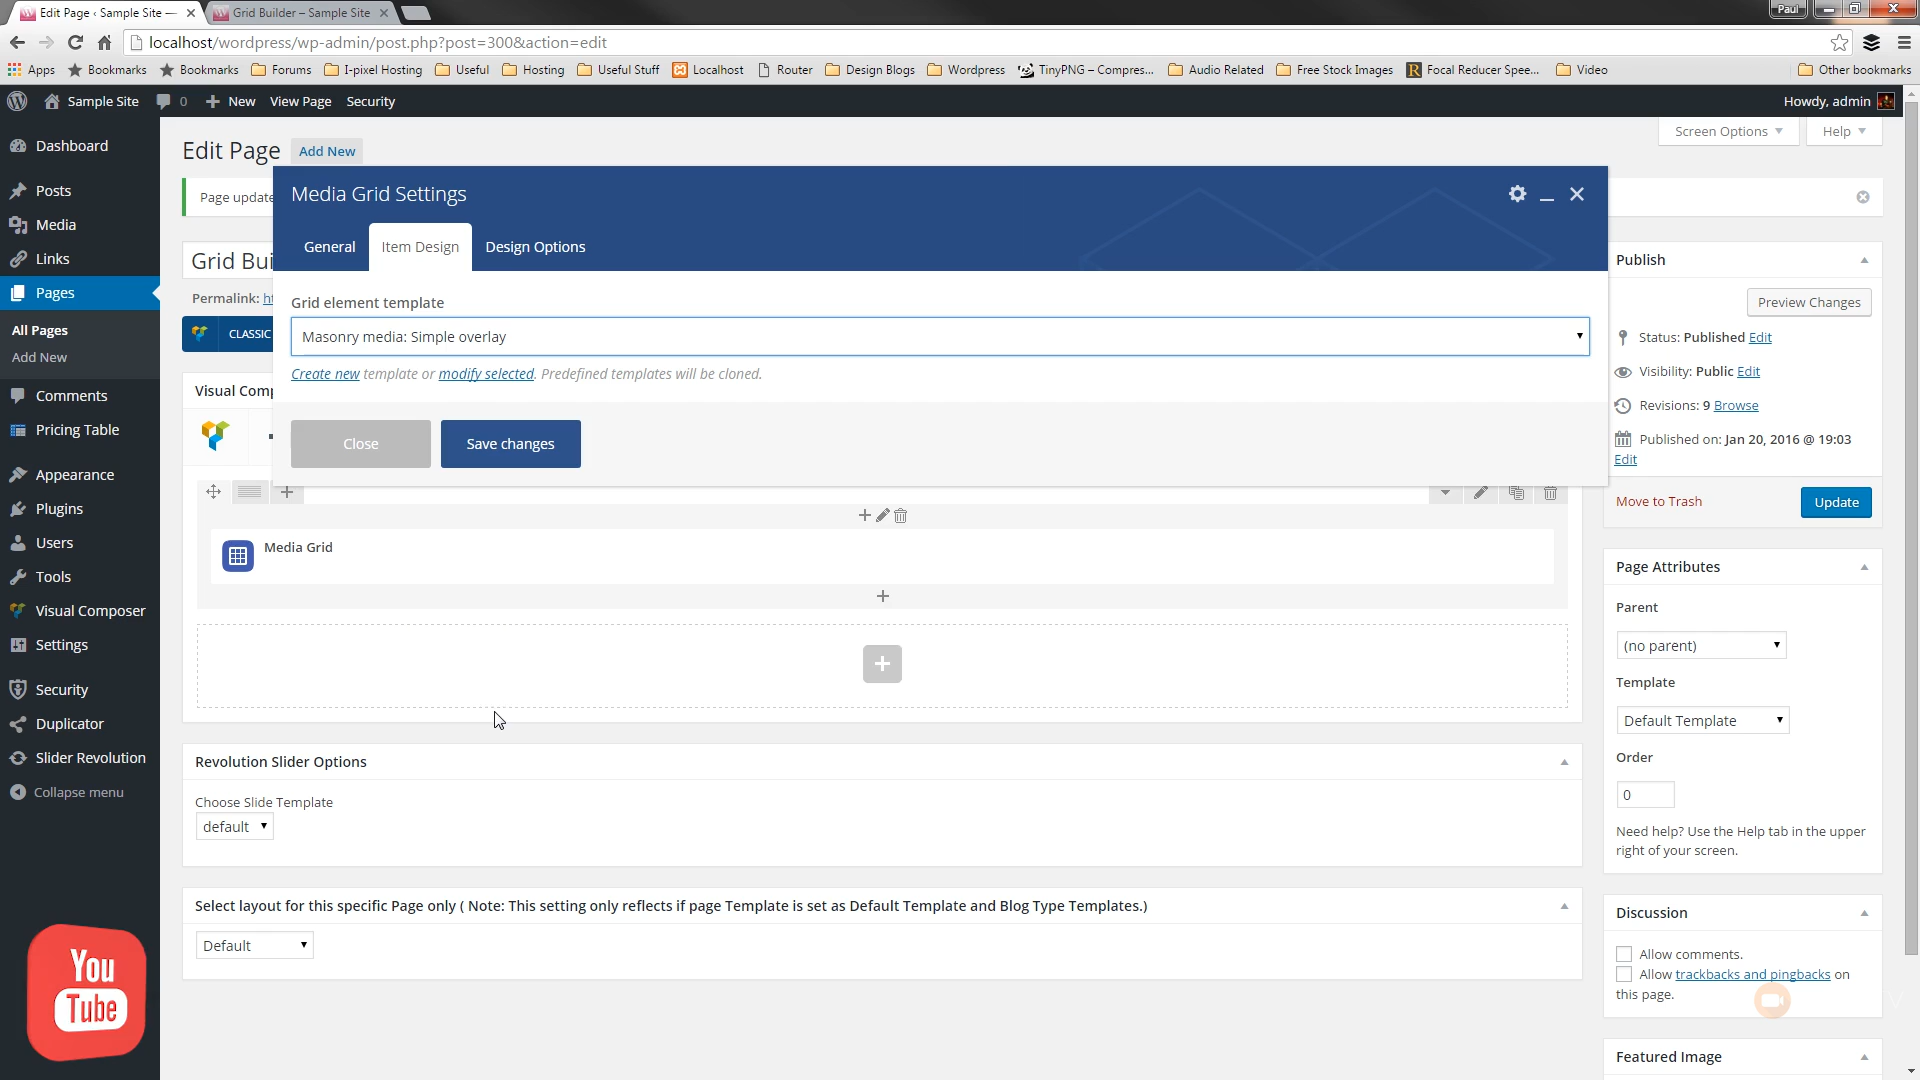 Edit Page ‹ Sample Site —
Grid Builder – Sample Site
Paul
localhost/wordpress/wp-admin/post.php?post=300&action=edit
Apps
Bookmarks
Bookmarks
Forums
I-pixel Hosting
Useful
Hosting
Useful Stuff
Localhost
Router
Design Blogs
Wordpress
TinyPNG – Compres...
Audio Related
Free Stock Images
Focal Reducer Spee...
Video
Other bookmarks
Sample Site
0
New
View Page
Security
Howdy, admin
Dashboard
Posts
Media
Links
Pages
All Pages
Add New
Comments
Pricing Table
Appearance
Plugins
Users
Tools
Visual Composer
Settings
Security
Duplicator
Slider Revolution
Collapse menu
You
Tube
Screen Options
Help
Edit Page
Add New
Page update
Grid Bui
Permalink: ht
CLASSIC
Visual Comp
Media Grid Settings
General
Item Design
Design Options
Grid element template
Masonry media: Simple overlay
Create new template or modify selected. Predefined templates will be cloned.
Close
Save changes
Media Grid
Revolution Slider Options
Choose Slide Template
default
Select layout for this specific Page only ( Note: This setting only reflects if page Template is set as Default Template and Blog Type Templates.)
Default
Publish
Preview Changes
Status: Published Edit
Visibility: Public Edit
Revisions: 9 Browse
Published on: Jan 20, 2016 @ 19:03
Edit
Move to Trash
Update
Page Attributes
Parent
(no parent)
Template
Default Template
Order
0
Need help? Use the Help tab in the upper
right of your screen.
Discussion
Allow comments.
Allow trackbacks and pingbacks on
this page.
Featured Image